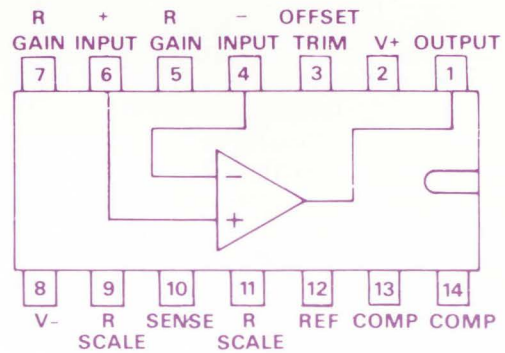 R + R - OFFSET
GAIN INPUT GAIN INPUT TRIM V+ OUTPUT
7 6 5 4 3 2 1
-
+
8 9 10 11 12 13 14
V- R SENSE R REF COMP COMP
SCALE SCALE